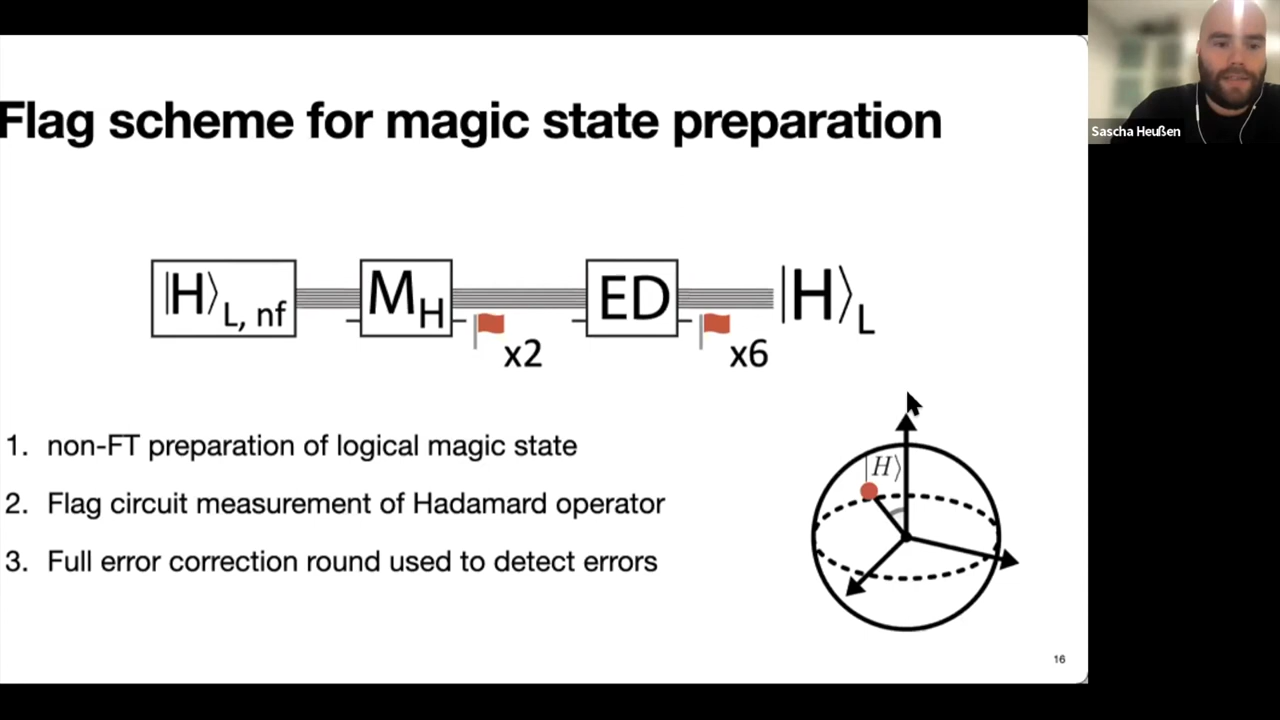 Flag scheme for magic state preparation
Sascha Heußen
|H⟩L, nf
MH
x2
ED
x6
|H⟩L
1. non-FT preparation of logical magic state
2. Flag circuit measurement of Hadamard operator
3. Full error correction round used to detect errors
|H⟩
16